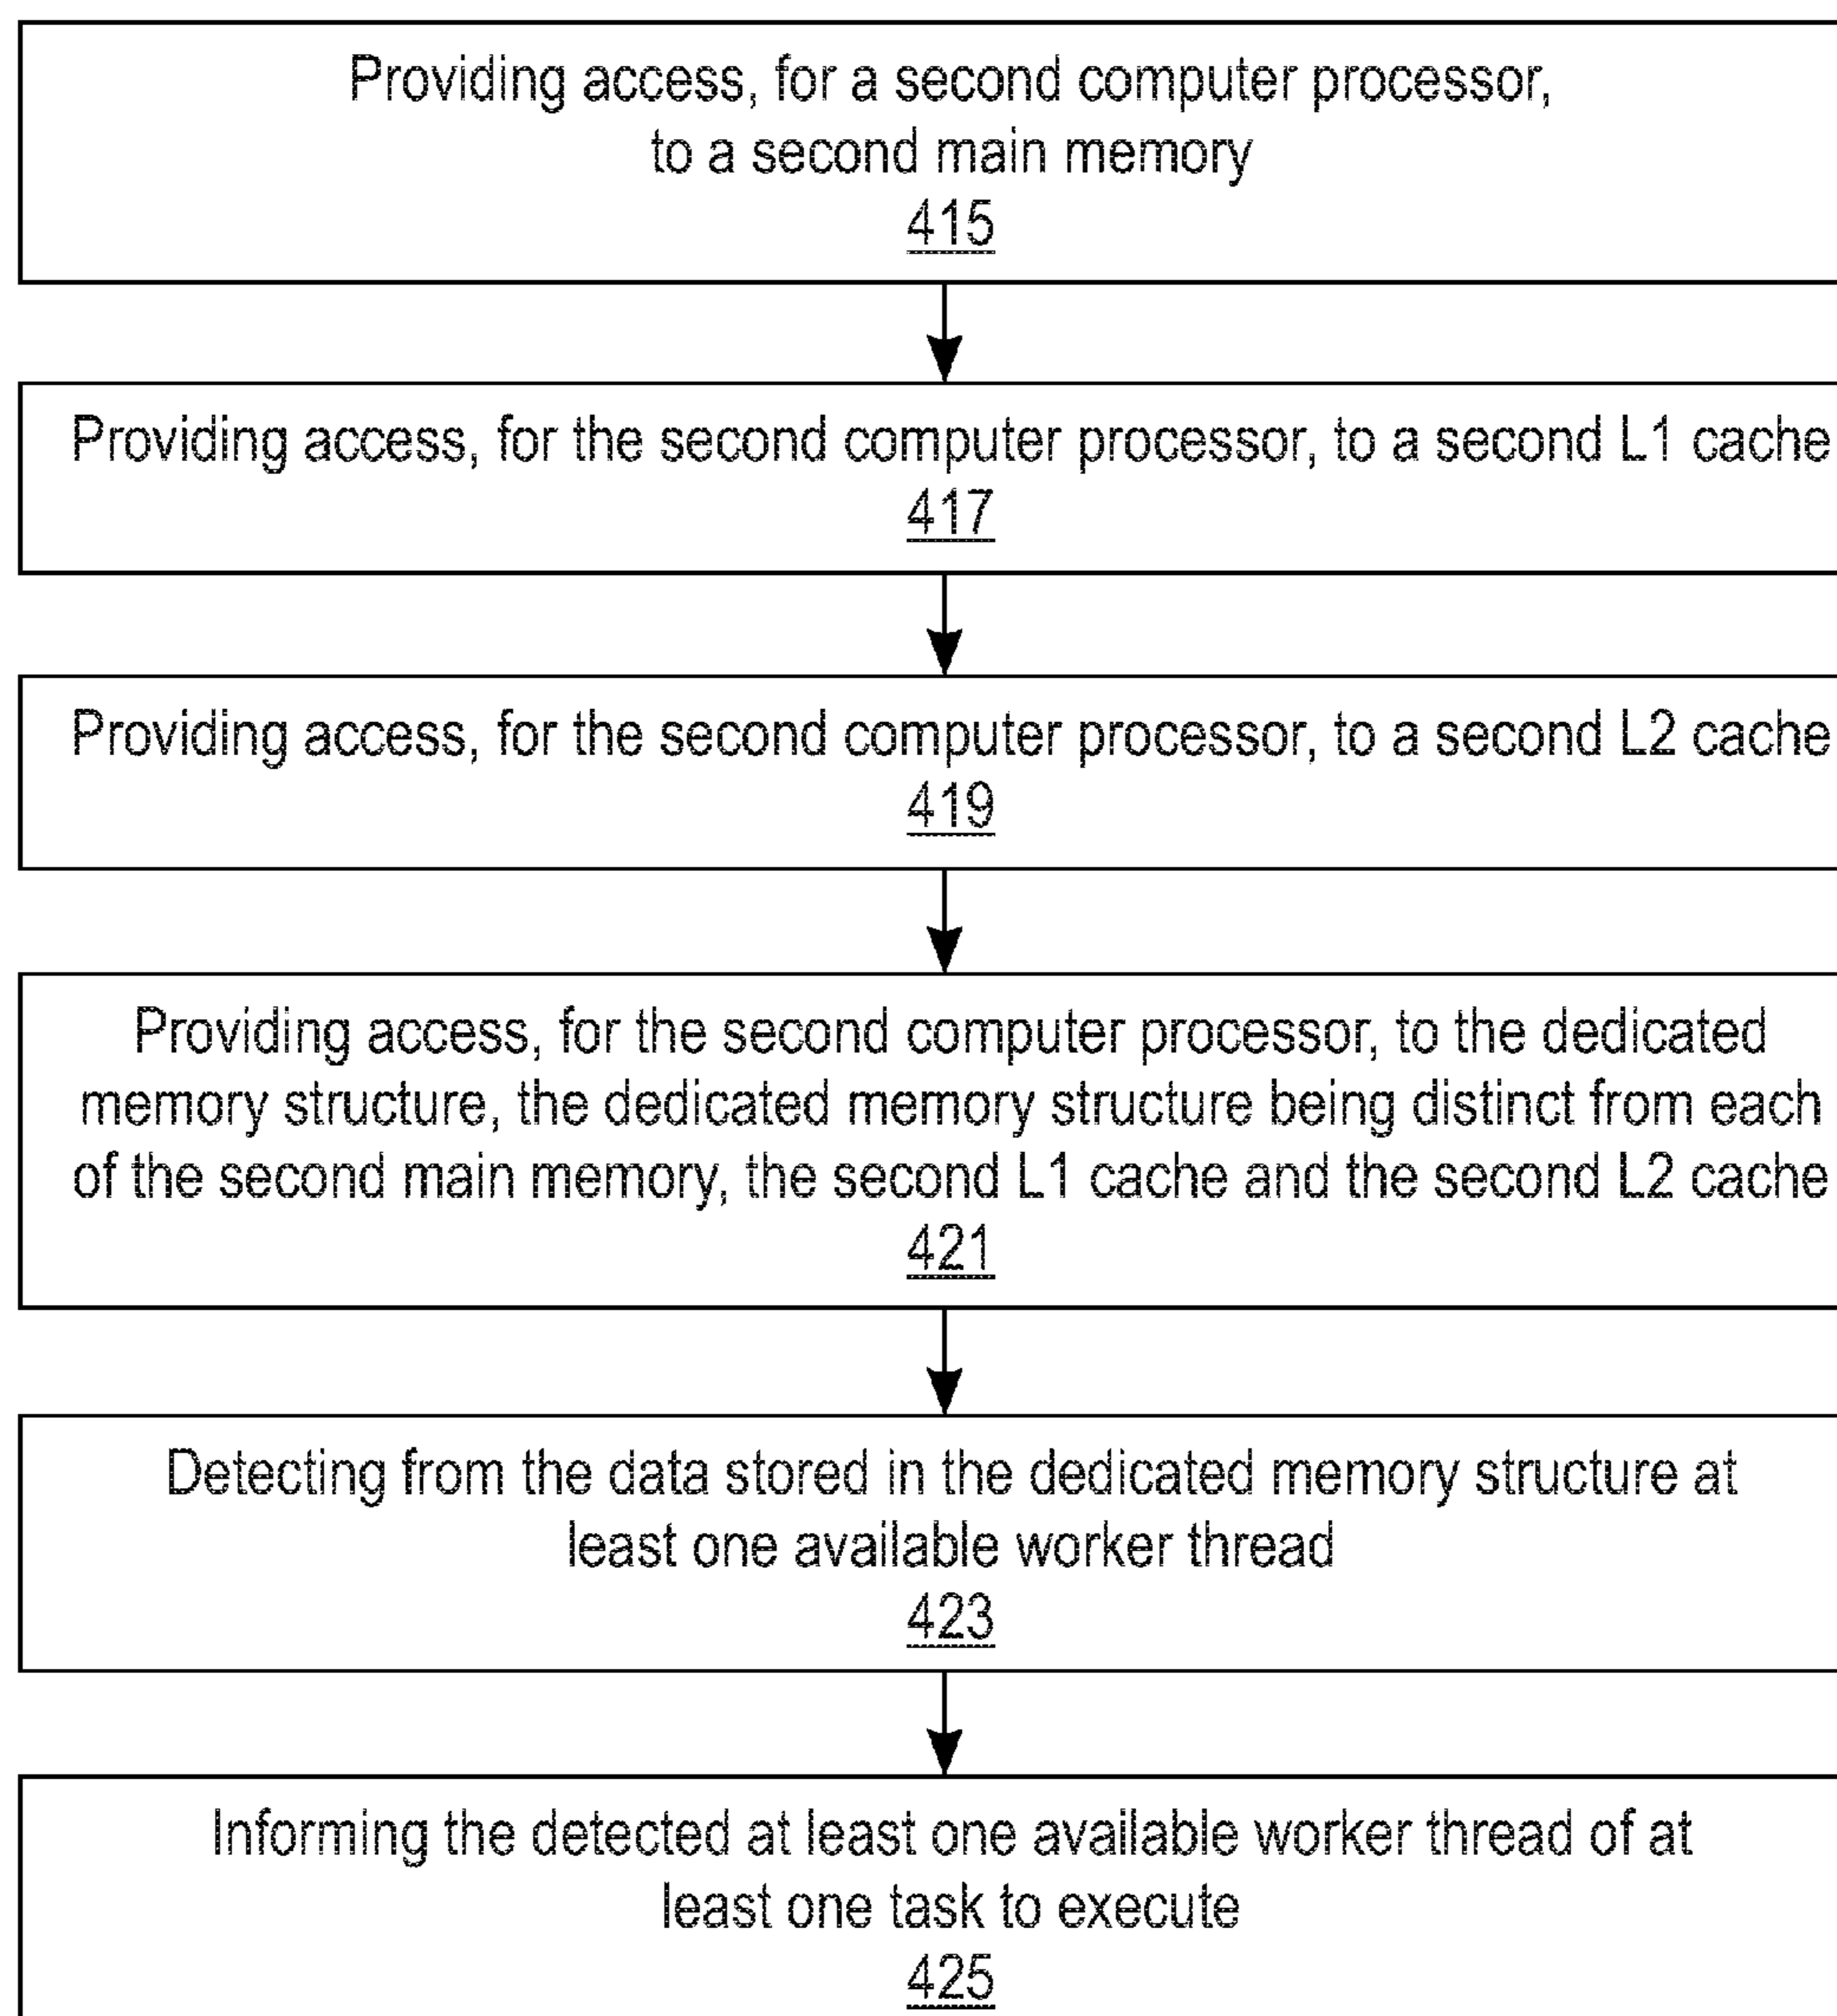 Providing access, for a second computer processor,
to a second main memory
415
Providing access, for the second computer processor, to a second L1 cache
417
Providing access, for the second computer processor, to a second L2 cache
419
Providing access, for the second computer processor, to the dedicated
memory structure, the dedicated memory structure being distinct from each
of the second main memory, the second L1 cache and the second L2 cache
421
Detecting from the data stored in the dedicated memory structure at
least one available worker thread
423
Informing the detected at least one available worker thread of at
least one task to execute
425